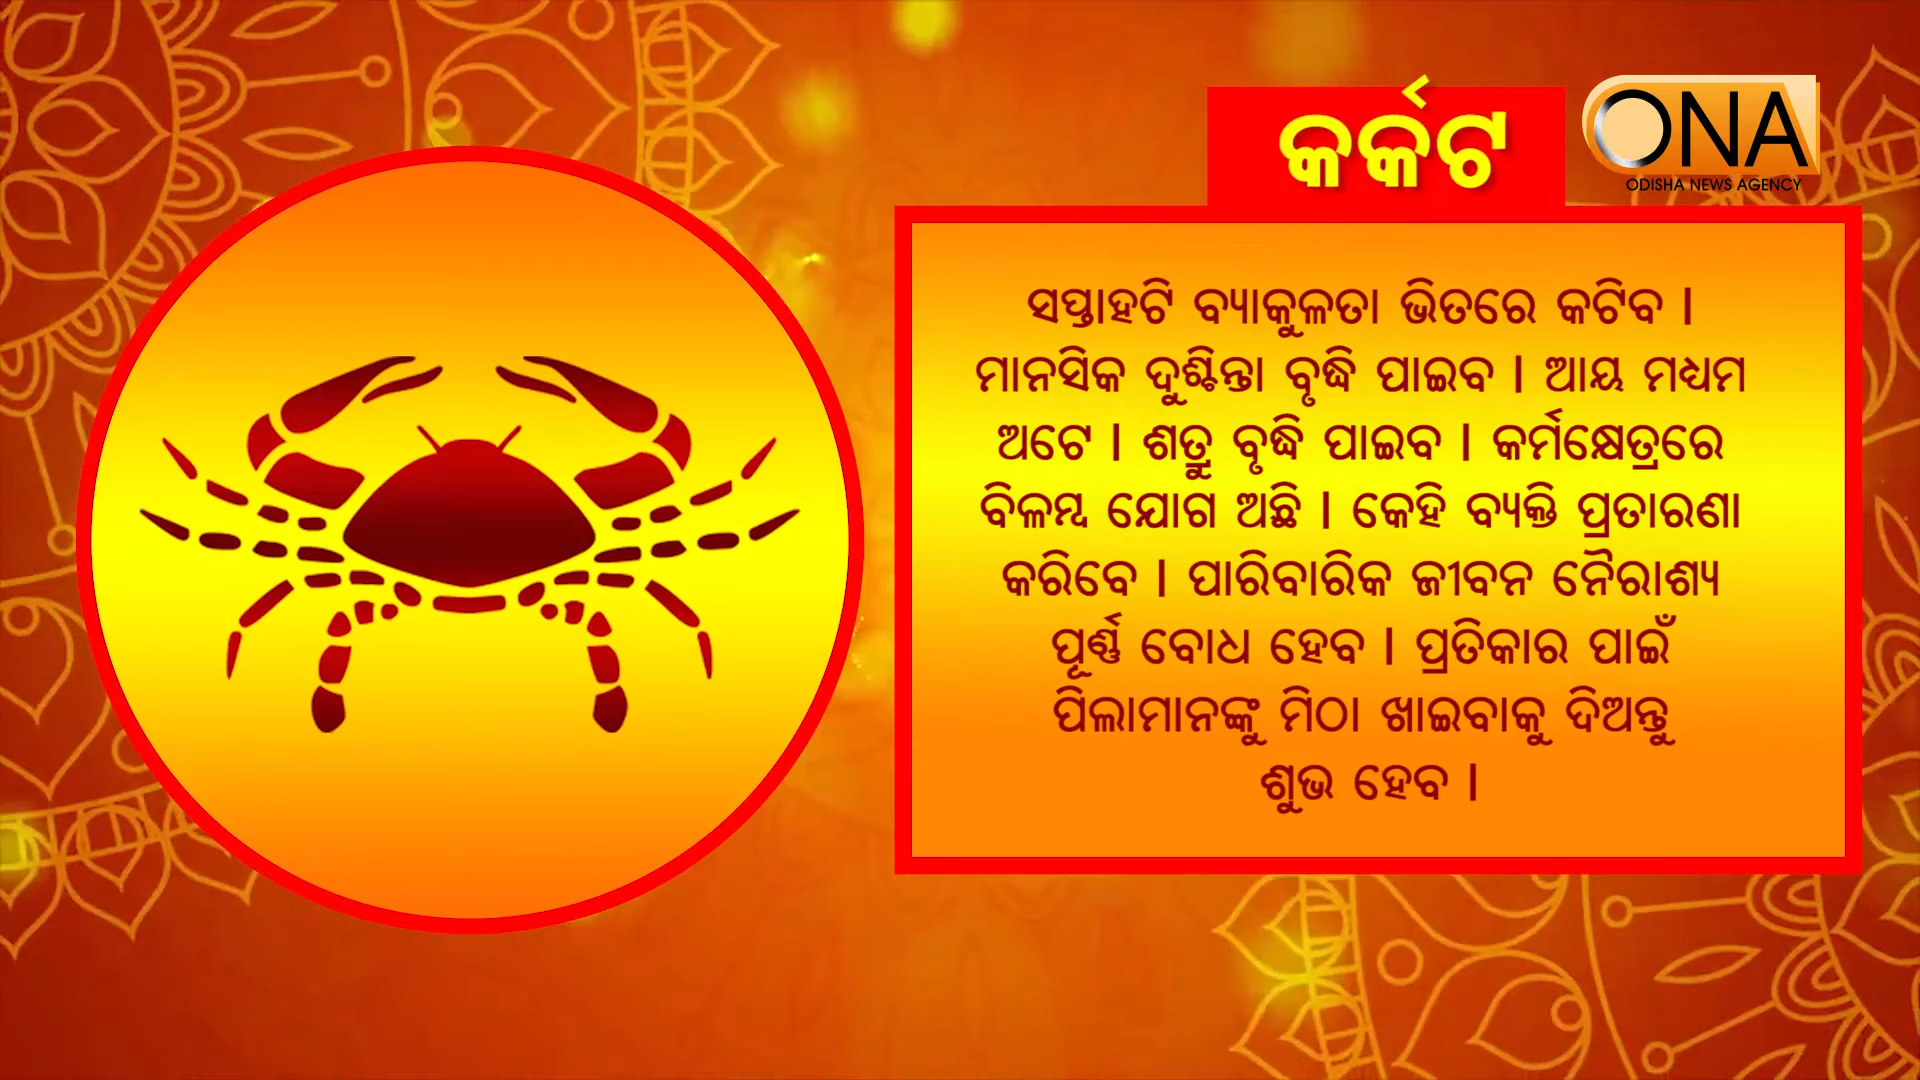 କର୍କଟ
ONA
ODISHA NEWS AGENCY
ସପ୍ତାହଟି ବ୍ୟାକୁଳତା ଭିତରେ କଟିବ ।
ମାନସିକ ଦୁଶ୍ଚିନ୍ତା ବୃଦ୍ଧି ପାଇବ । ଆୟ ମଧ୍ୟମ
ଅଟେ । ଶତ୍ରୁ ବୃଦ୍ଧି ପାଇବ । କର୍ମକ୍ଷେତ୍ରରେ
ବିଳମ୍ଵ ଯୋଗ ଅଛି । କେହି ବ୍ୟକ୍ତି ପ୍ରତାରଣା
କରିବେ । ପାରିବାରିକ ଜୀବନ ନୈରାଶ୍ୟ
ପୂର୍ଣ୍ଣ ବୋଧ ହେବ । ପ୍ରତିକାର ପାଇଁ
ପିଲାମାନଙ୍କୁ ମିଠା ଖାଇବାକୁ ଦିଅନ୍ତୁ
ଶୁଭ ହେବ ।